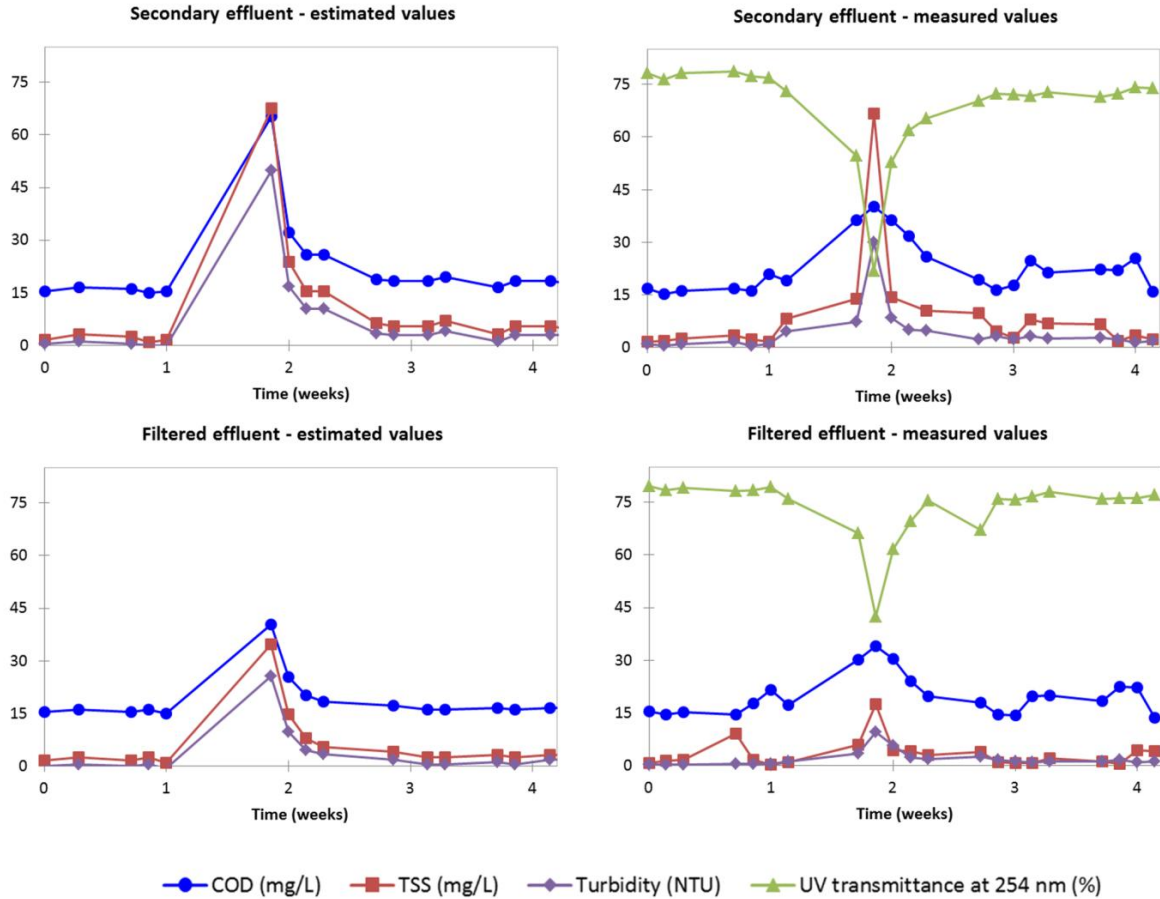 Secondary effluent - estimated values
75
60
45
30
15
0
0 1 2 3 4
Time (weeks)
Secondary effluent - measured values
75
60
45
30
15
0
0 1 2 3 4
Time (weeks)
Filtered effluent - estimated values
75
60
45
30
15
0
0 1 2 3 4
Time (weeks)
Filtered effluent - measured values
75
60
45
30
15
0
0 1 2 3 4
Time (weeks)
COD (mg/L) TSS (mg/L) Turbidity (NTU) UV transmittance at 254 nm (%)